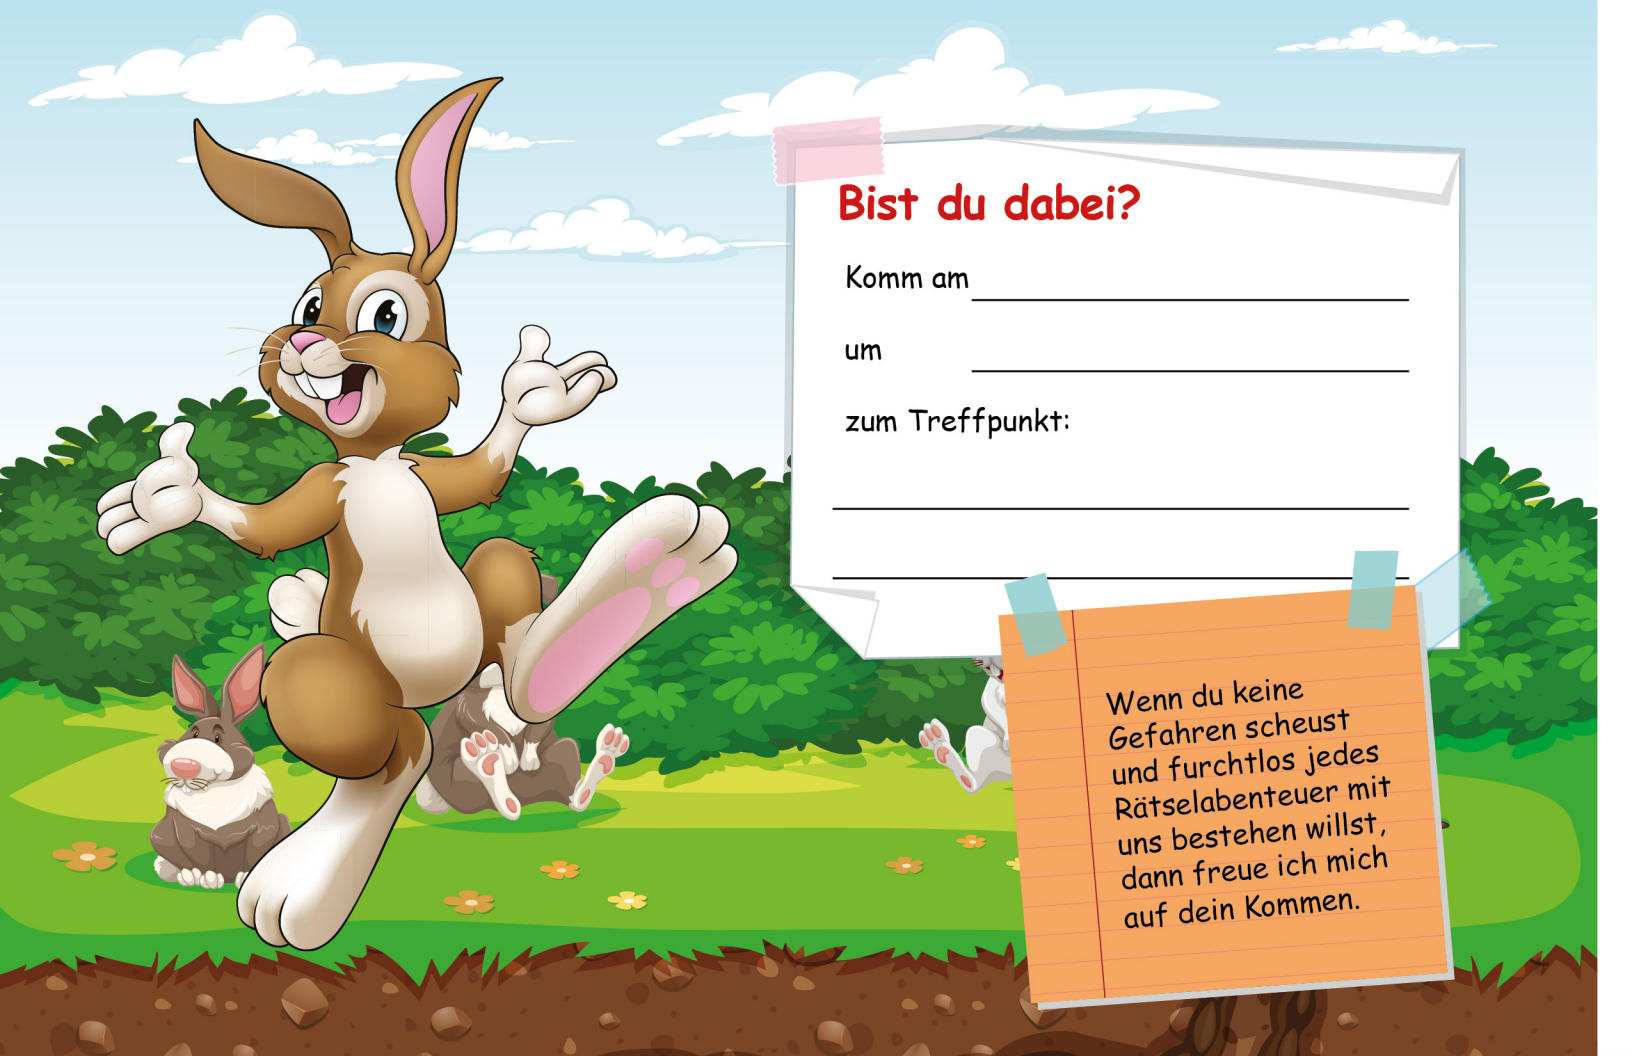 Bist du dabei?
Komm am
um
zum Treffpunkt:
Wenn du keine
Gefahren scheust
und furchtlos jedes
Rätselabenteuer mit
uns bestehen willst,
dann freue ich mich
auf dein Kommen.